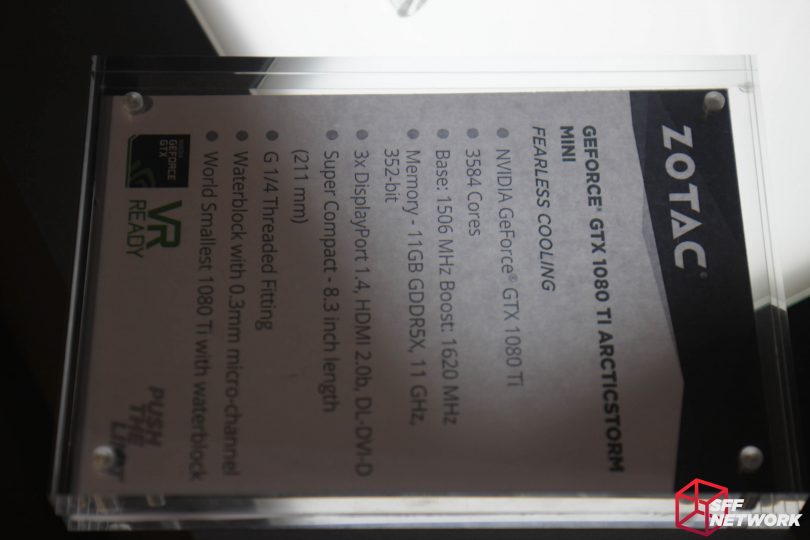 ZOTAC®
GEFORCE® GTX 1080 TI ARCTICSTORM
MINI
FEARLESS COOLING
• NVIDIA GeForce® GTX 1080 Ti
• 3584 Cores
• Base: 1506 MHz Boost: 1620 MHz
• Memory - 11GB GDDR5X, 11 GHz,
352-bit
• 3x DisplayPort 1.4, HDMI 2.0b, DL-DVI-D
• Super Compact - 8.3 inch length
(211 mm)
• G 1/4 Threaded Fitting
• Waterblock with 0.3mm micro-channel
• World Smallest 1080 Ti with waterblock
NVIDIA
GEFORCE
GTX
VR
READY
PUSH
THE
LIMIT
SFF
NETWORK